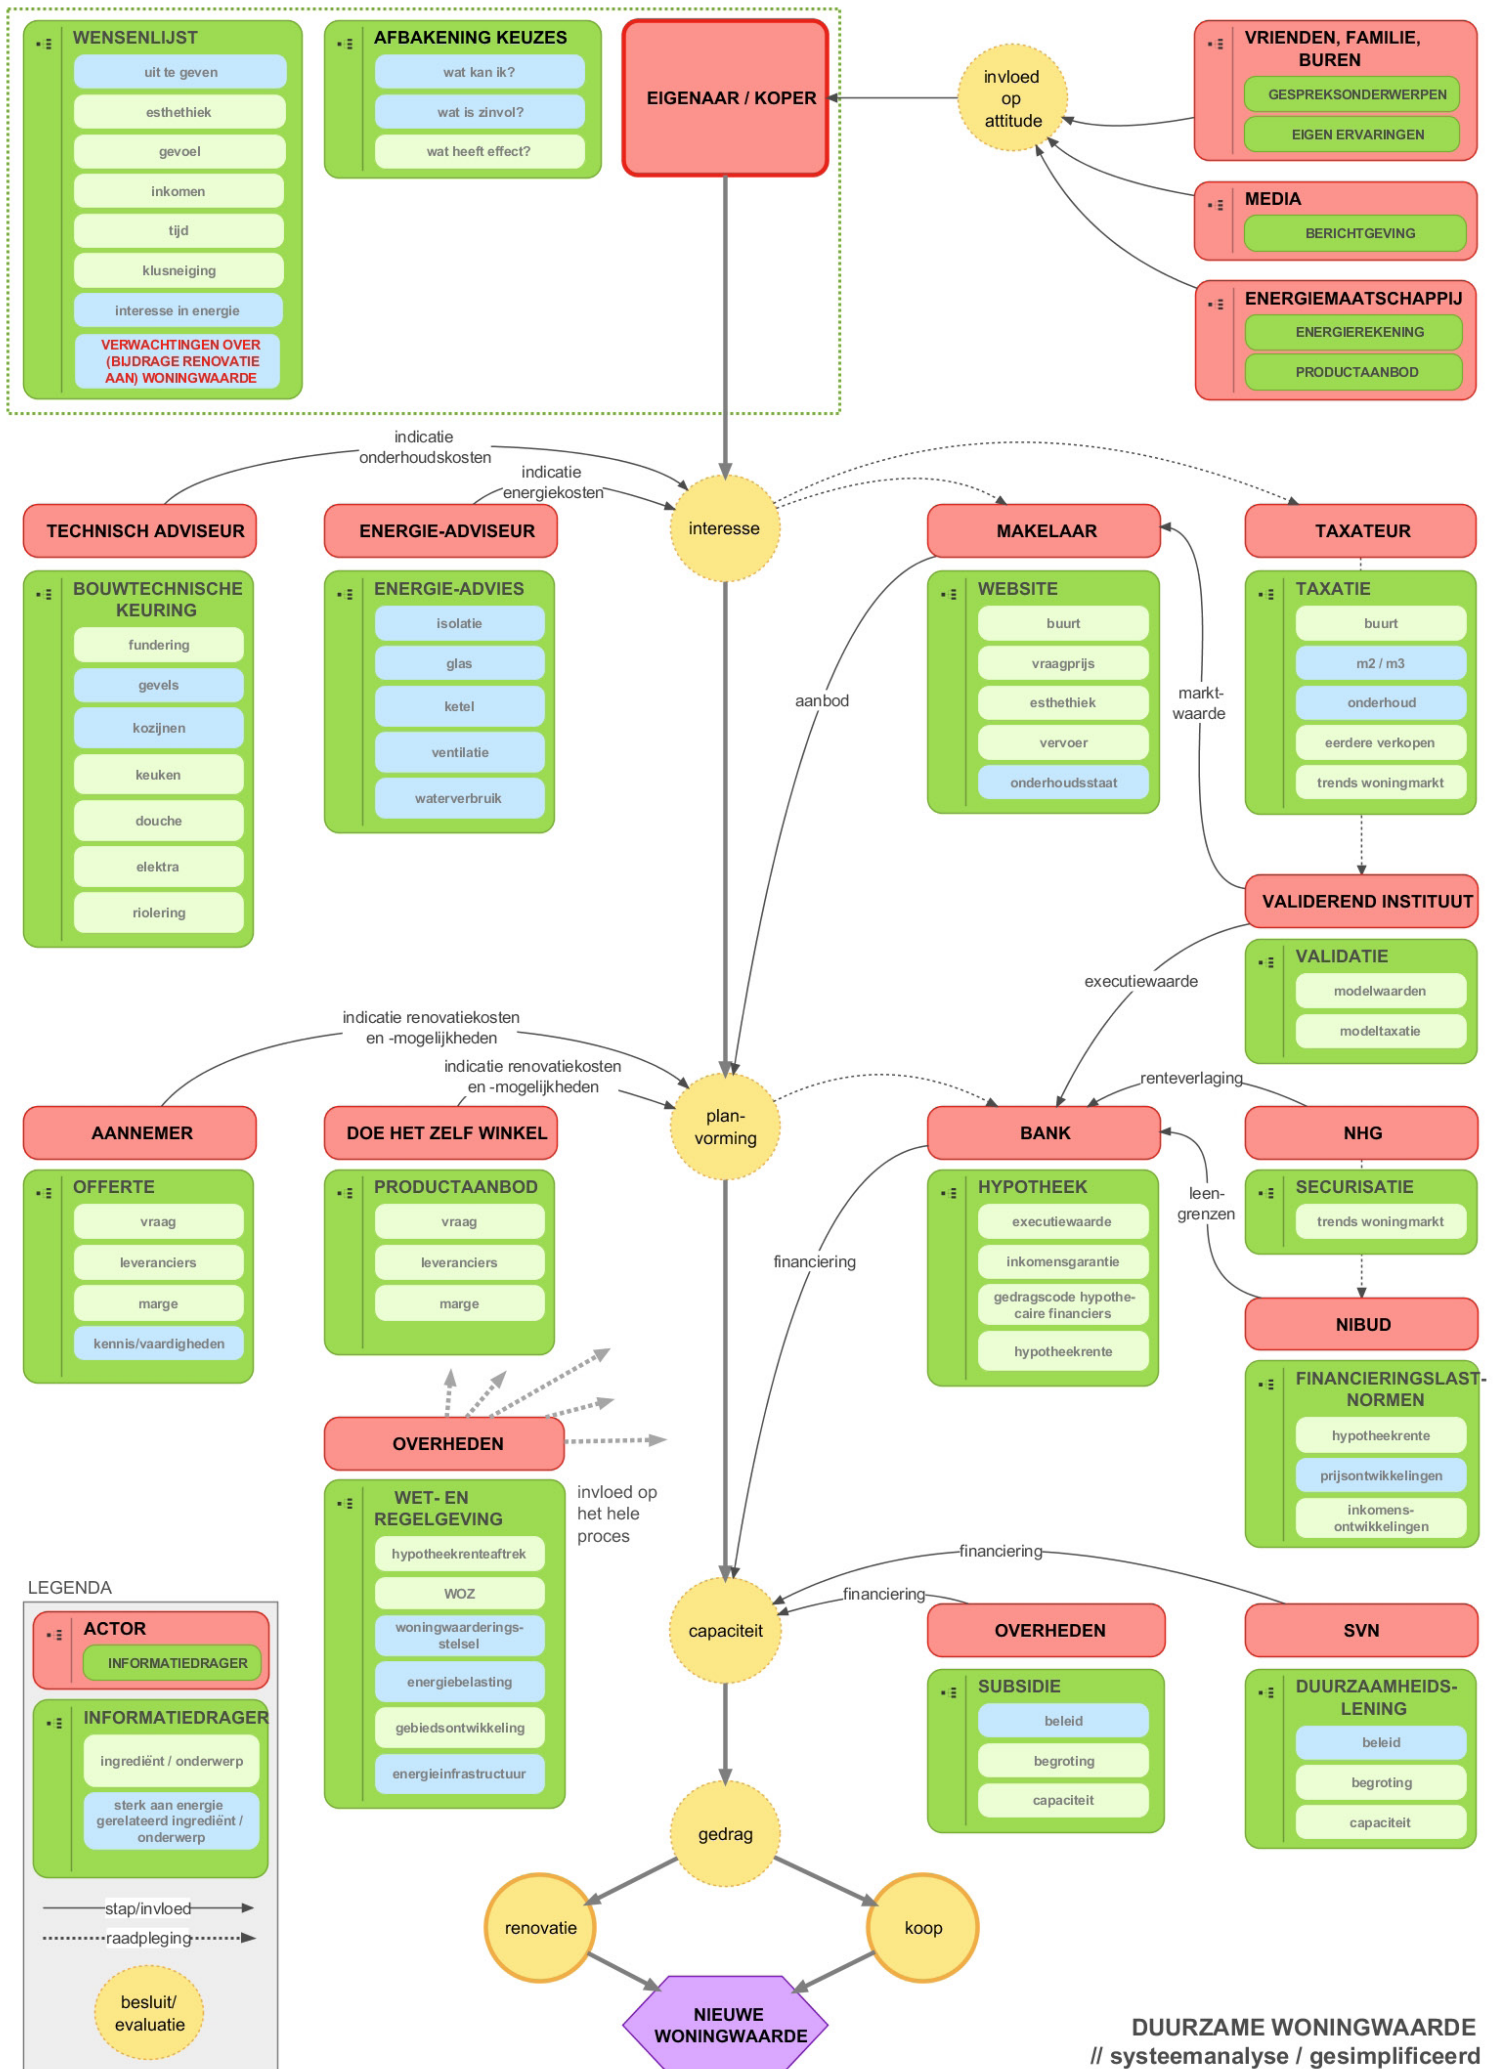 WENSENLIJST
uit te geven
esthethiek
gevoel
inkomen
tijd
klusneiging
interesse in energie
VERWACHTINGEN OVER
(BIJDRAGE RENOVATIE
AAN) WONINGWAARDE
AFBAKENING KEUZES
wat kan ik?
wat is zinvol?
wat heeft effect?
EIGENAAR / KOPER
invloed
op
attitude
VRIENDEN, FAMILIE,
BUREN
GESPREKSONDERWERPEN
EIGEN ERVARINGEN
MEDIA
BERICHTGEVING
ENERGIEMAATSCHAPPIJ
ENERGIEREKENING
PRODUCTAANBOD
indicatie
onderhoudskosten
indicatie
energiekosten
interesse
TECHNISCH ADVISEUR
BOUWTECHNISCHE
KEURING
fundering
gevels
kozijnen
keuken
douche
elektra
riolering
ENERGIE-ADVISEUR
ENERGIE-ADVIES
isolatie
glas
ketel
ventilatie
waterverbruik
aanbod
MAKELAAR
WEBSITE
buurt
vraagprijs
esthethiek
vervoer
onderhoudsstaat
markt-
waarde
TAXATEUR
TAXATIE
buurt
m2 / m3
onderhoud
eerdere verkopen
trends woningmarkt
VALIDEREND INSTITUUT
VALIDATIE
modelwaarden
modeltaxatie
executiewaarde
indicatie renovatiekosten
en -mogelijkheden
indicatie renovatiekosten
en -mogelijkheden
plan-
vorming
renteverlaging
AANNEMER
OFFERTE
vraag
leveranciers
marge
kennis/vaardigheden
DOE HET ZELF WINKEL
PRODUCTAANBOD
vraag
leveranciers
marge
financiering
BANK
HYPOTHEEK
executiewaarde
inkomensgarantie
gedragscode hypothe-
caire financiers
hypotheekrente
leen-
grenzen
NHG
SECURISATIE
trends woningmarkt
NIBUD
FINANCIERINGSLAST-
NORMEN
hypotheekrente
prijsontwikkelingen
inkomens-
ontwikkelingen
OVERHEDEN
WET- EN
REGELGEVING
hypotheekrenteaftrek
WOZ
woningwaarderings-
stelsel
energiebelasting
gebiedsontwikkeling
energieinfrastructuur
invloed op
het hele
proces
financiering
financiering
capaciteit
OVERHEDEN
SUBSIDIE
beleid
begroting
capaciteit
SVN
DUURZAAMHEIDS-
LENING
beleid
begroting
capaciteit
gedrag
renovatie
koop
NIEUWE
WONINGWAARDE
LEGENDA
ACTOR
INFORMATIEDRAGER
INFORMATIEDRAGER
ingrediënt / onderwerp
sterk aan energie
gerelateerd ingrediënt /
onderwerp
stap/invloed
raadpleging
besluit/
evaluatie
DUURZAME WONINGWAARDE
// systeemanalyse / gesimplificeerd